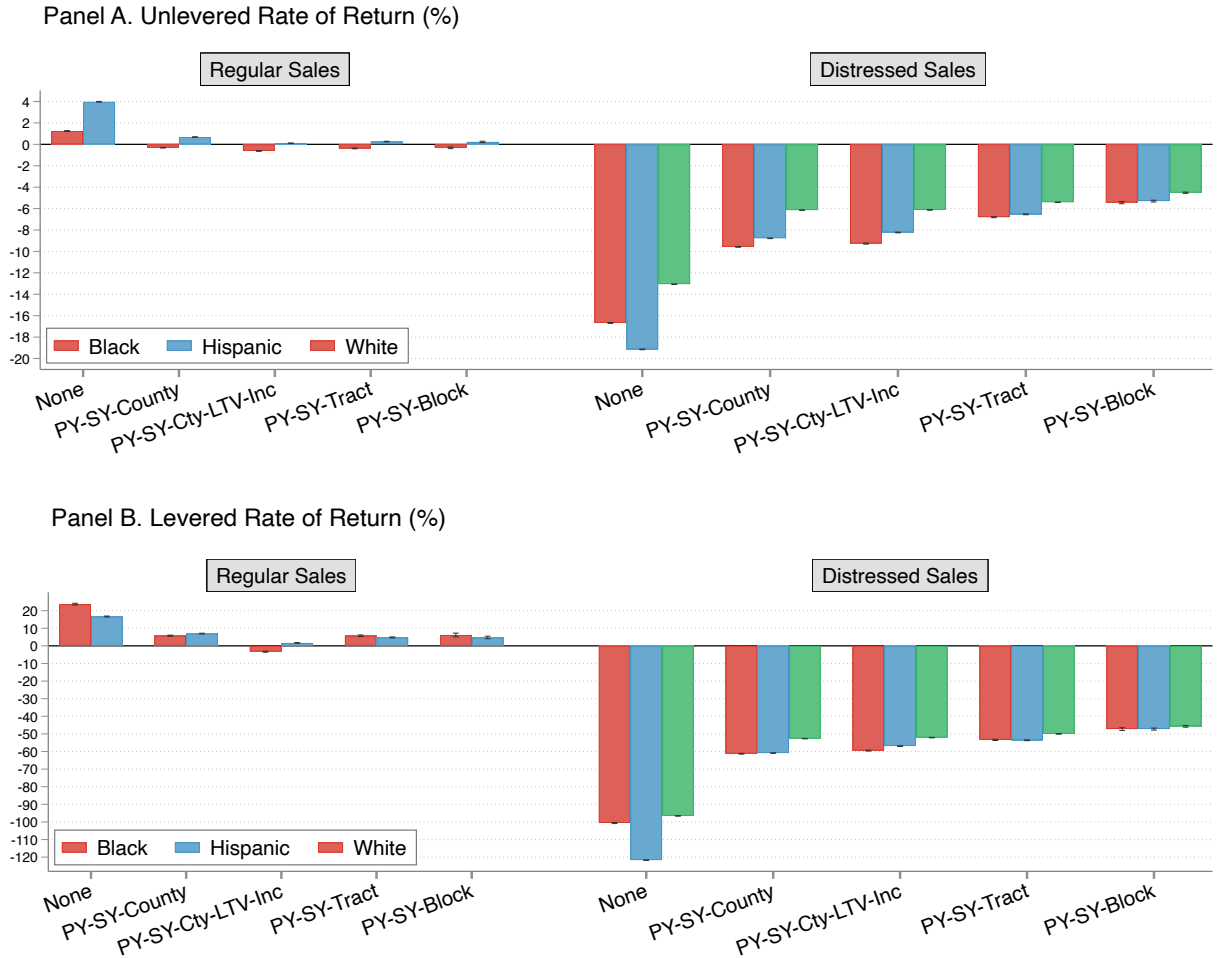 Panel A. Unlevered Rate of Return (%)
Regular Sales
Distressed Sales
4
2
0
-2
-4
-6
-8
-10
-12
-14
-16
-18
-20
Black Hispanic White
None PY-SY-County PY-SY-Cty-LTV-Inc PY-SY-Tract PY-SY-Block None PY-SY-County PY-SY-Cty-LTV-Inc PY-SY-Tract PY-SY-Block
Panel B. Levered Rate of Return (%)
Regular Sales
Distressed Sales
20
10
0
-10
-20
-30
-40
-50
-60
-70
-80
-90
-100
-110
-120
Black Hispanic White
None PY-SY-County PY-SY-Cty-LTV-Inc PY-SY-Tract PY-SY-Block None PY-SY-County PY-SY-Cty-LTV-Inc PY-SY-Tract PY-SY-Block